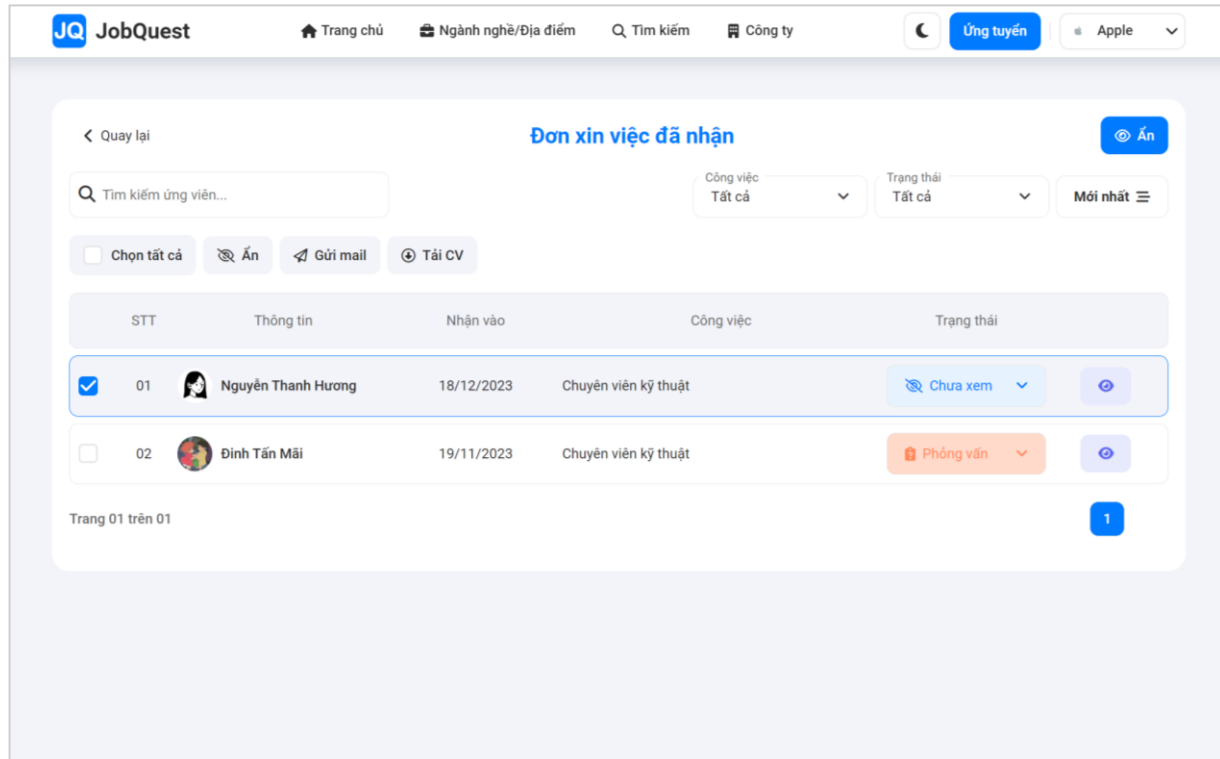 JQ JobQuest Trang chủ Ngành nghề/Địa điểm Tìm kiếm Công ty Ứng tuyển Apple
Quay lại Đơn xin việc đã nhận Ẩn
Tìm kiếm ứng viên... Công việc Tất cả Trạng thái Tất cả Mới nhất
Chọn tất cả Ẩn Gửi mail Tải CV
STT Thông tin Nhận vào Công việc Trạng thái
01 Nguyễn Thanh Hương 18/12/2023 Chuyên viên kỹ thuật Chưa xem
02 Đinh Tấn Mãi 19/11/2023 Chuyên viên kỹ thuật Phỏng vấn
Trang 01 trên 01 1